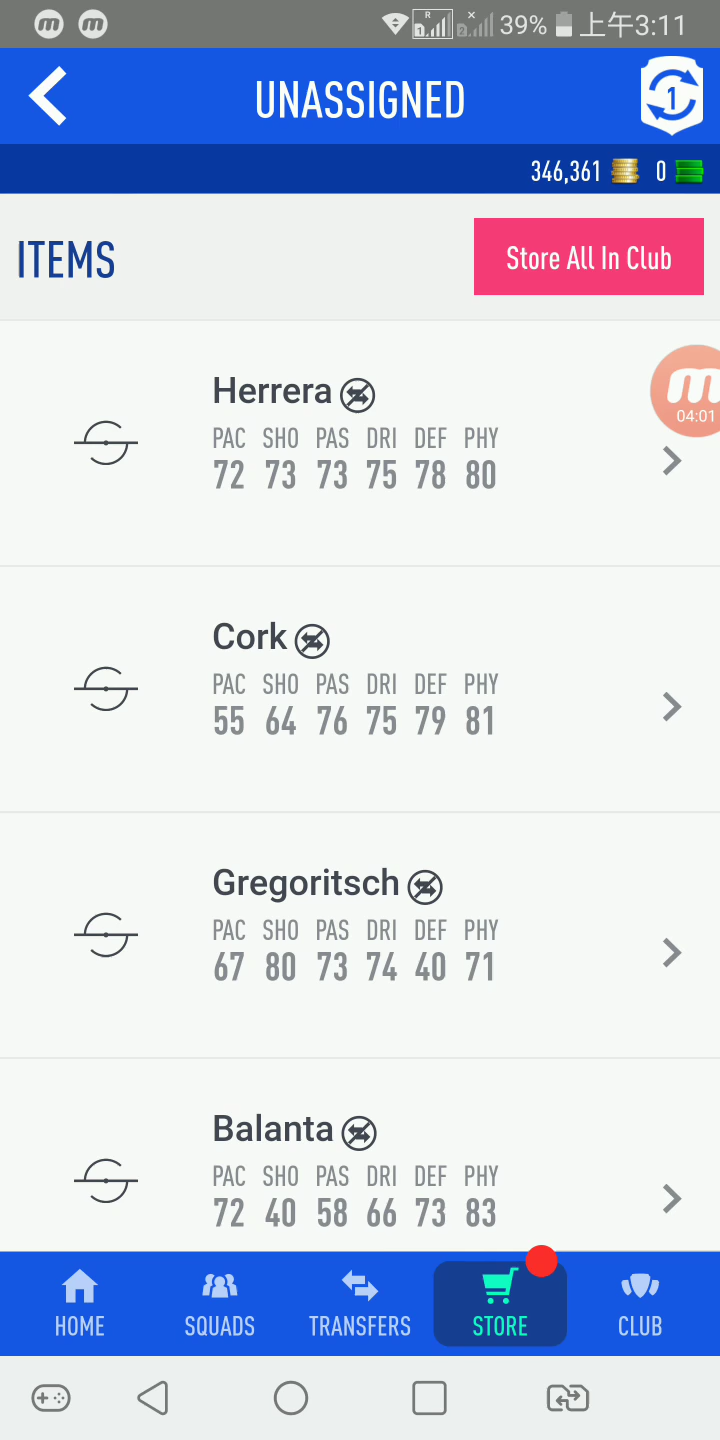 39% 上午3:11
UNASSIGNED
1
346,361 0
ITEMS
Store All In Club
Herrera
PAC SHO PAS DRI DEF PHY
72 73 73 75 78 80
04:01
Cork
PAC SHO PAS DRI DEF PHY
55 64 76 75 79 81
Gregoritsch
PAC SHO PAS DRI DEF PHY
67 80 73 74 40 71
Balanta
PAC SHO PAS DRI DEF PHY
72 40 58 66 73 83
HOME SQUADS TRANSFERS STORE CLUB